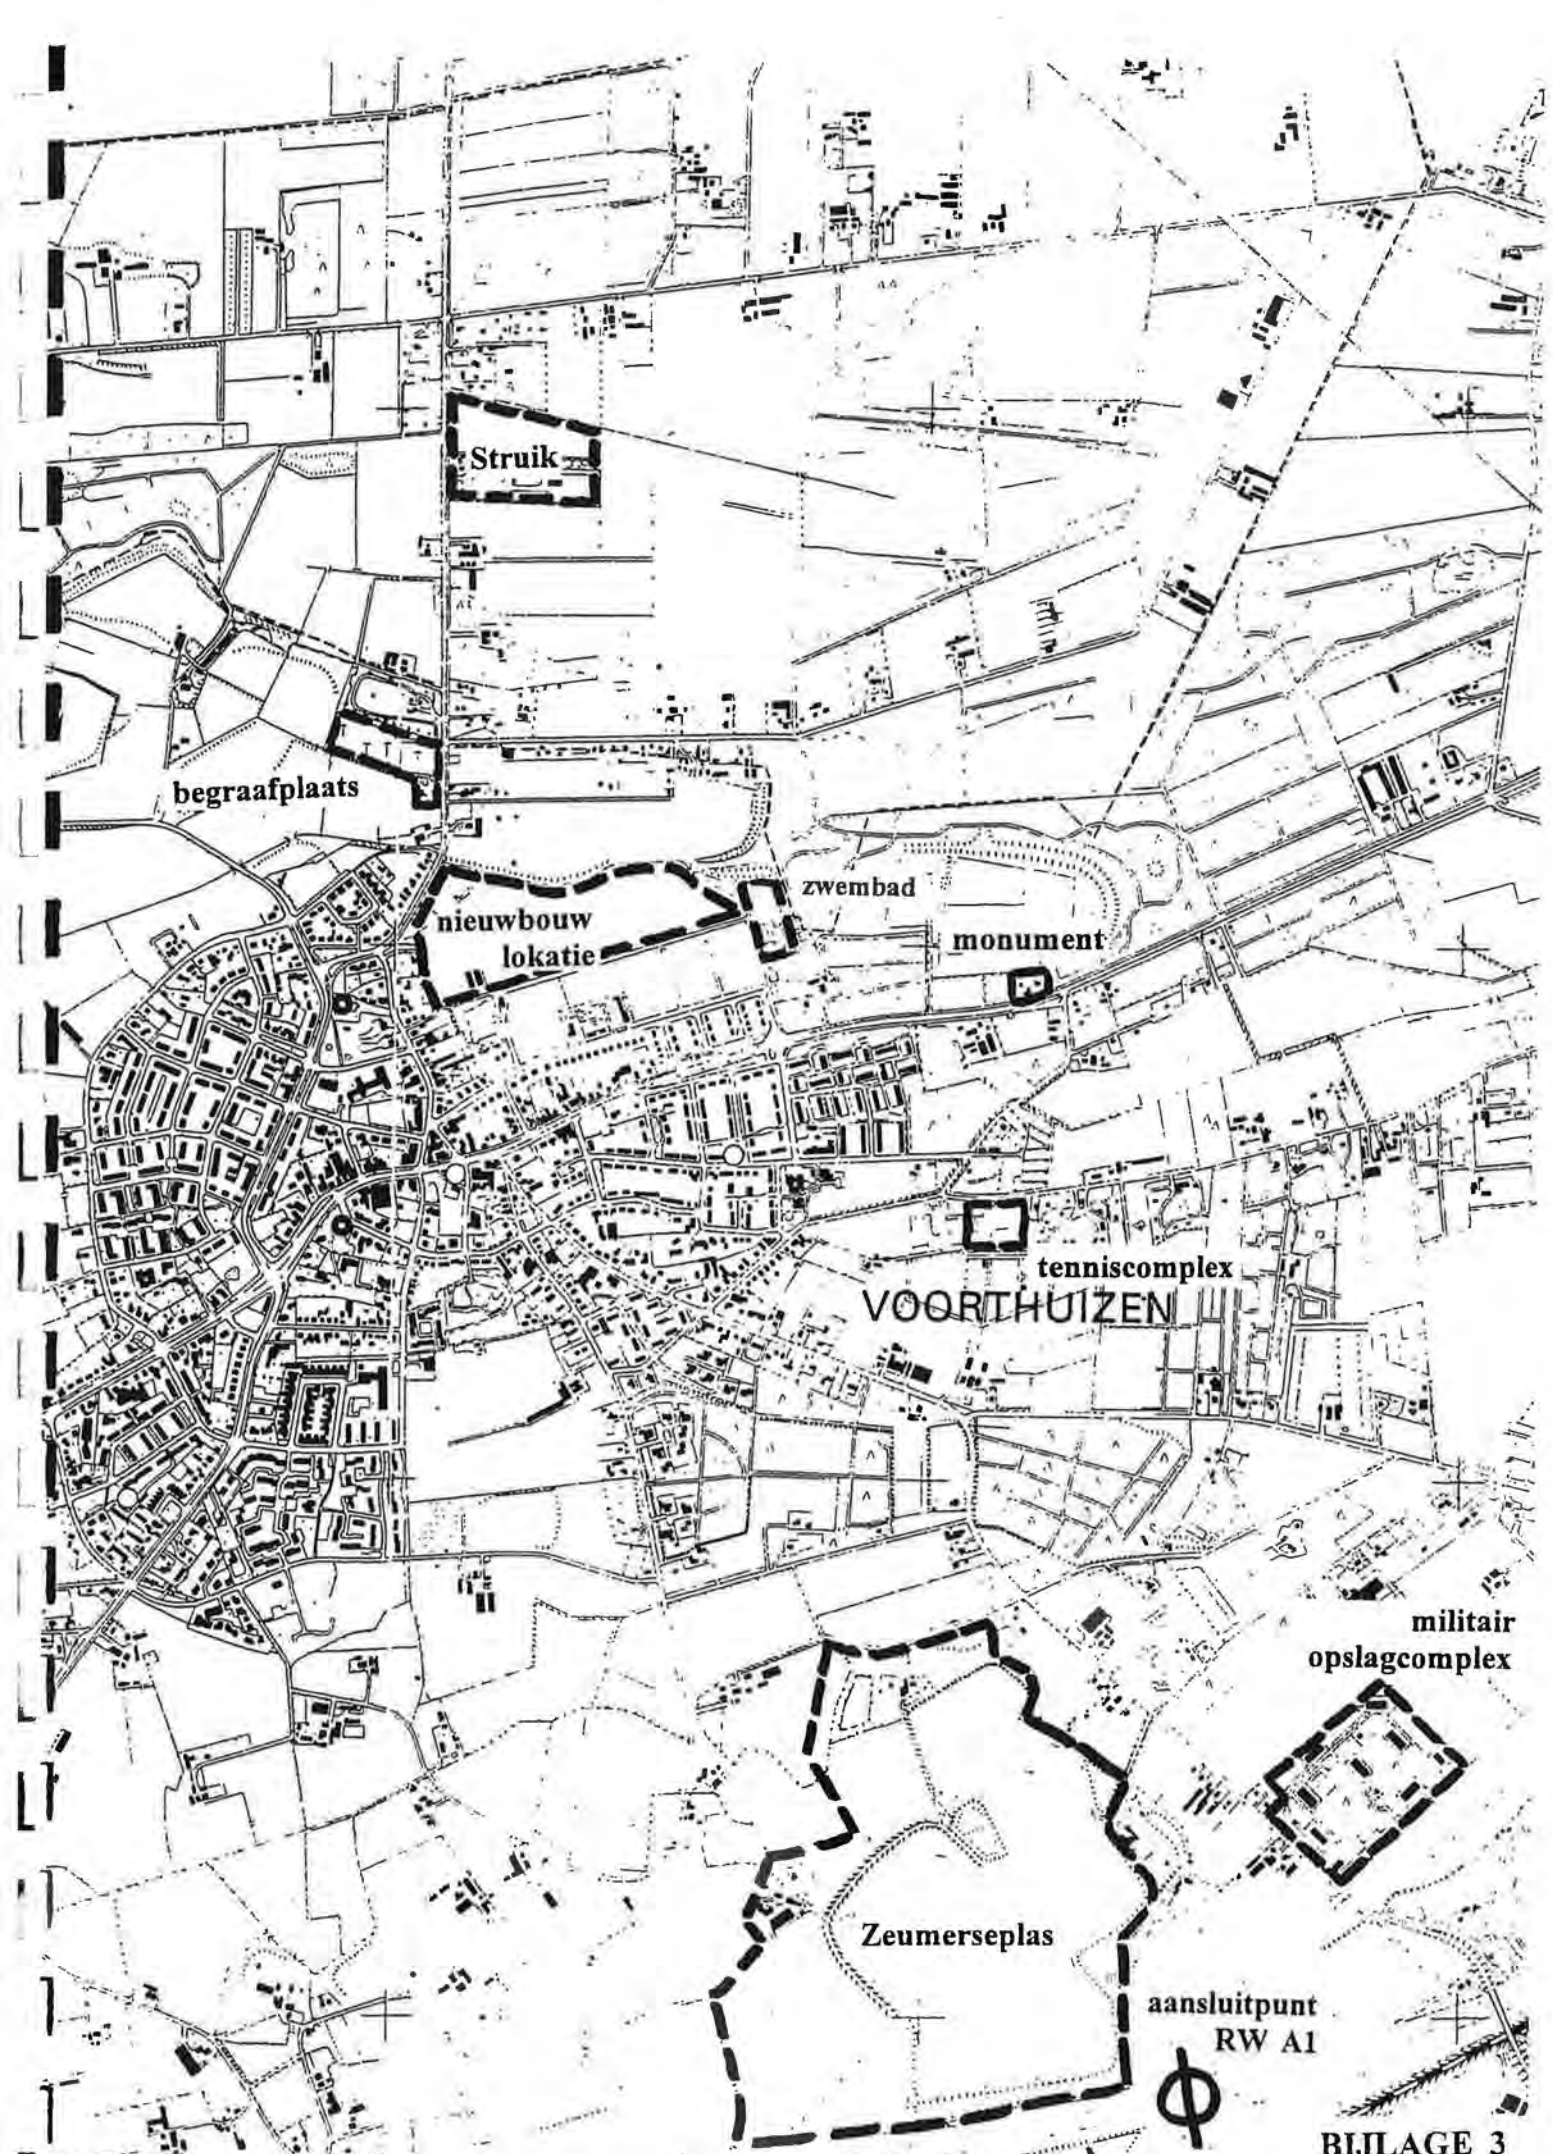 Struik
begraafplaats
zwembad
nieuwbouw
lokatie
monument
tenniscomplex
VOORTHUIZEN
militair
opslagcomplex
Zeumerseplas
aansluitpunt
RW A1
BIJLAGE 3